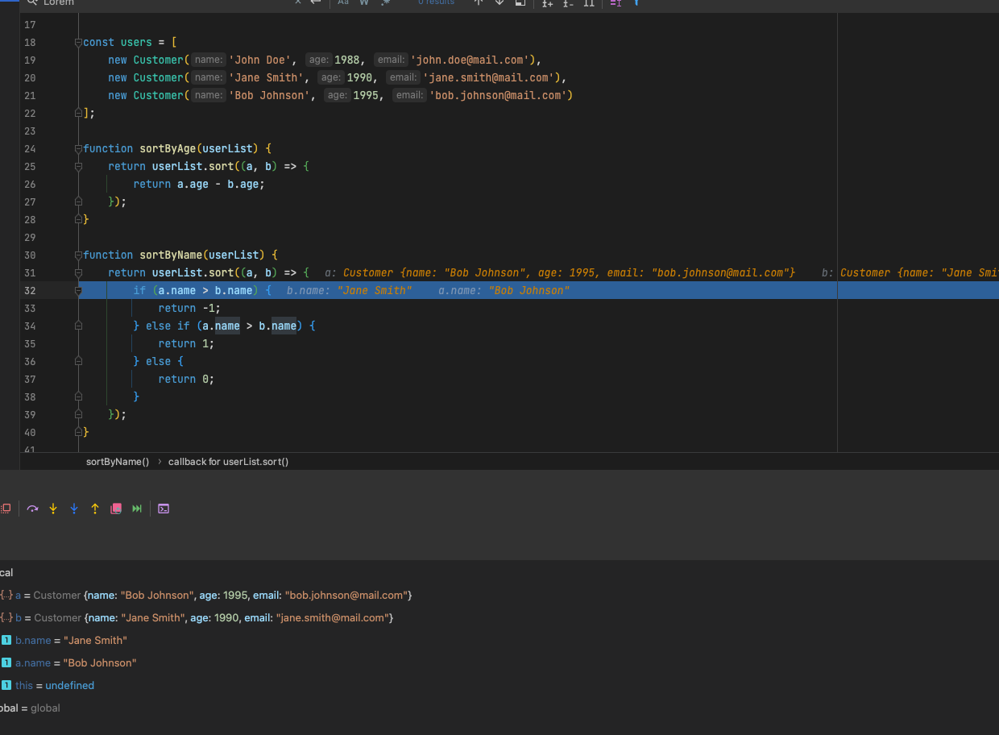 Lorem
Aa W .* 0 results
17
18 const users = [
19 new Customer( name: 'John Doe', age: 1988, email: 'john.doe@mail.com'),
20 new Customer( name: 'Jane Smith', age: 1990, email: 'jane.smith@mail.com'),
21 new Customer( name: 'Bob Johnson', age: 1995, email: 'bob.johnson@mail.com')
22 ];
23
24 function sortByAge(userList) {
25 return userList.sort((a, b) => {
26 return a.age - b.age;
27 });
28 }
29
30 function sortByName(userList) {
31 return userList.sort((a, b) => { a: Customer {name: "Bob Johnson", age: 1995, email: "bob.johnson@mail.com"} b: Customer {name: "Jane Smi
32 if (a.name > b.name) { b.name: "Jane Smith" a.name: "Bob Johnson"
33 return -1;
34 } else if (a.name > b.name) {
35 return 1;
36 } else {
37 return 0;
38 }
39 });
40 }
41
sortByName() › callback for userList.sort()
cal
{..} a = Customer {name: "Bob Johnson", age: 1995, email: "bob.johnson@mail.com"}
{..} b = Customer {name: "Jane Smith", age: 1990, email: "jane.smith@mail.com"}
1 b.name = "Jane Smith"
1 a.name = "Bob Johnson"
1 this = undefined
obal = global